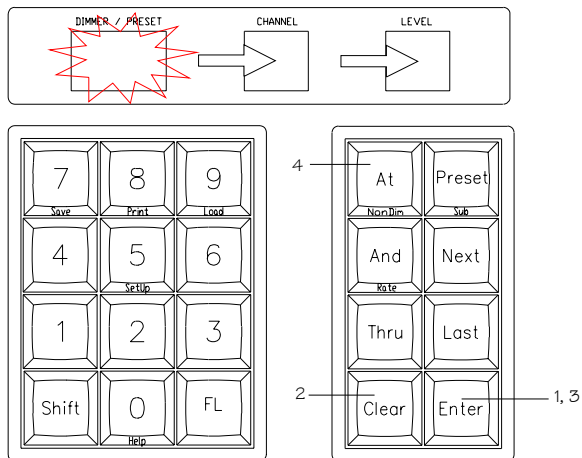 DIMMER / PRESET CHANNEL LEVEL
7 8 9
Save Print Load
4 5 6
SetUp
1 2 3
Shift 0 FL
Help
4 At Preset
NonDim Sub
And Next
Rate
Thru Last
2 Clear Enter 1, 3